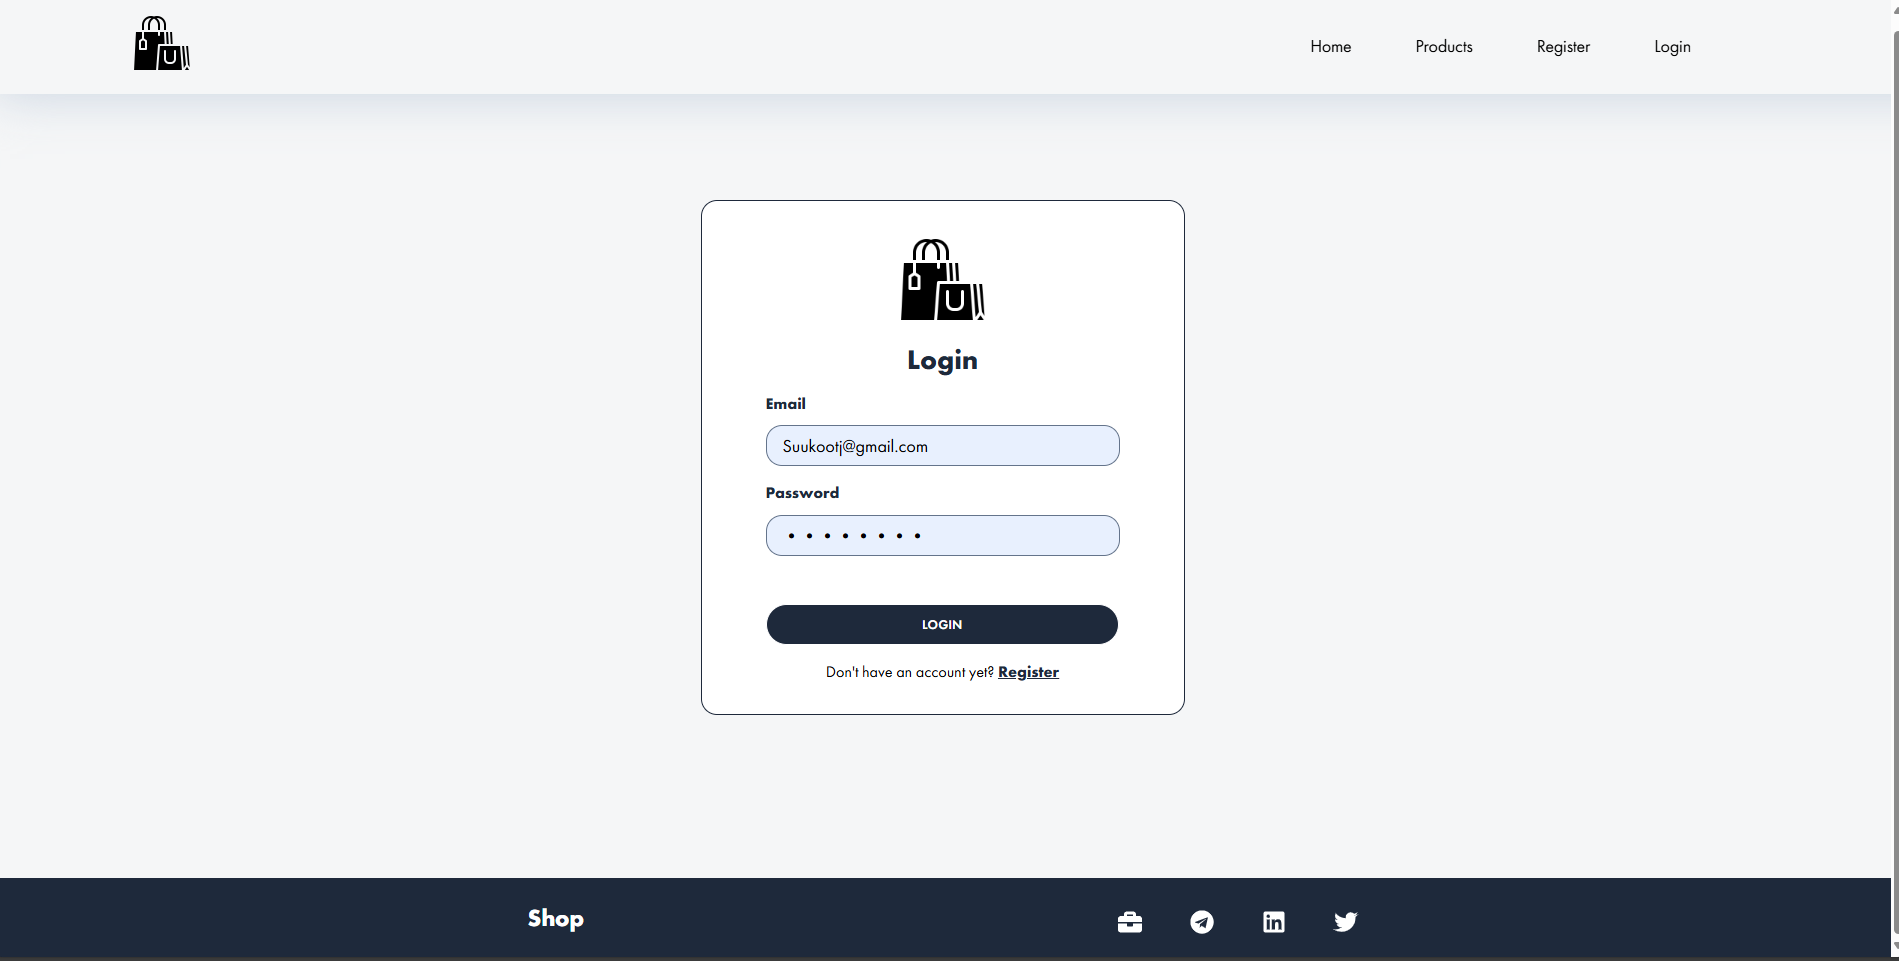 Home Products Register Login
Login
Email
Suukootj@gmail.com
Password
LOGIN
Don't have an account yet? Register
Shop